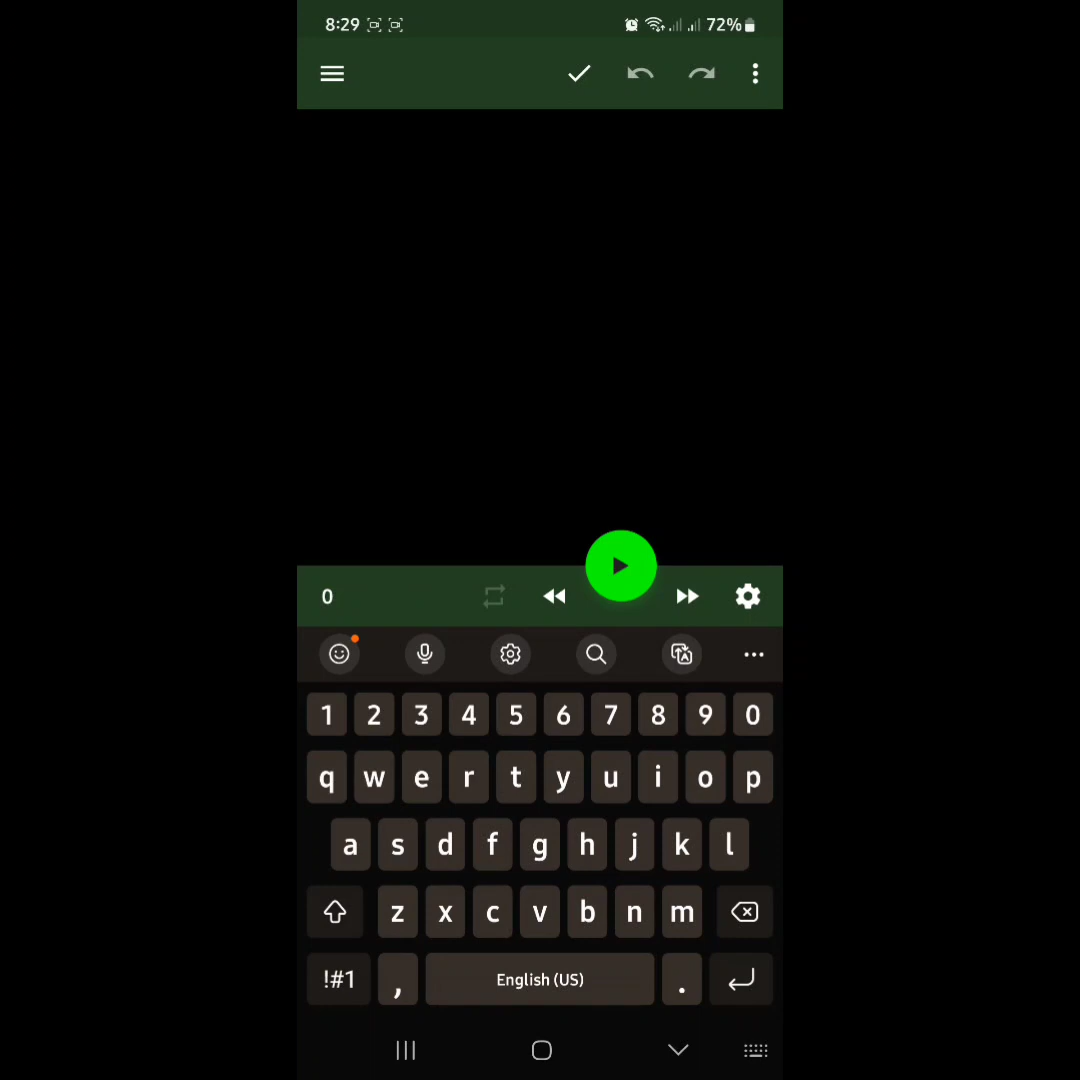 8:29 72%
0
1 2 3 4 5 6 7 8 9 0
q w e r t y u i o p
a s d f g h j k l
z x c v b n m
!#1 , English (US) .